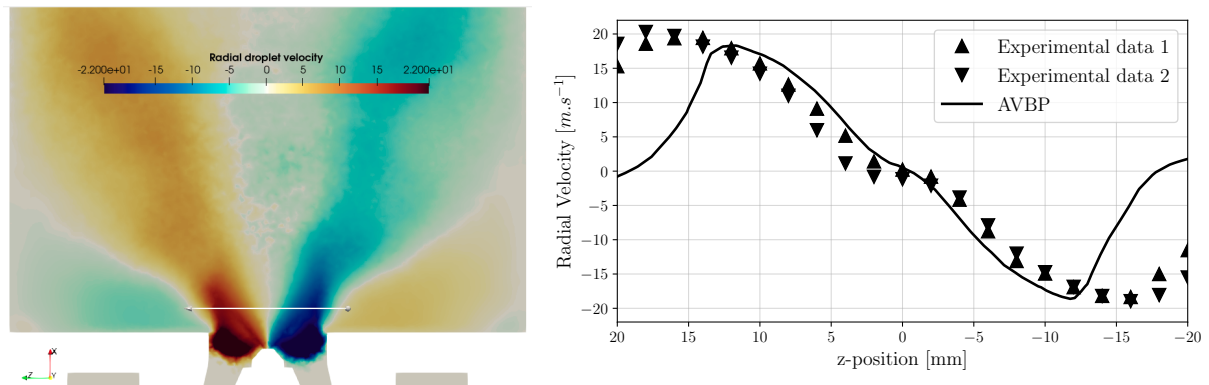 Radial droplet velocity
-2.200e+01 -15 -10 -5 0 5 10 15 2.200e+01
X
Z
Y
20
15
10
5
0
−5
−10
−15
−20
Radial Velocity [m.s⁻¹]
Experimental data 1
Experimental data 2
AVBP
20 15 10 5 0 −5 −10 −15 −20
z-position [mm]